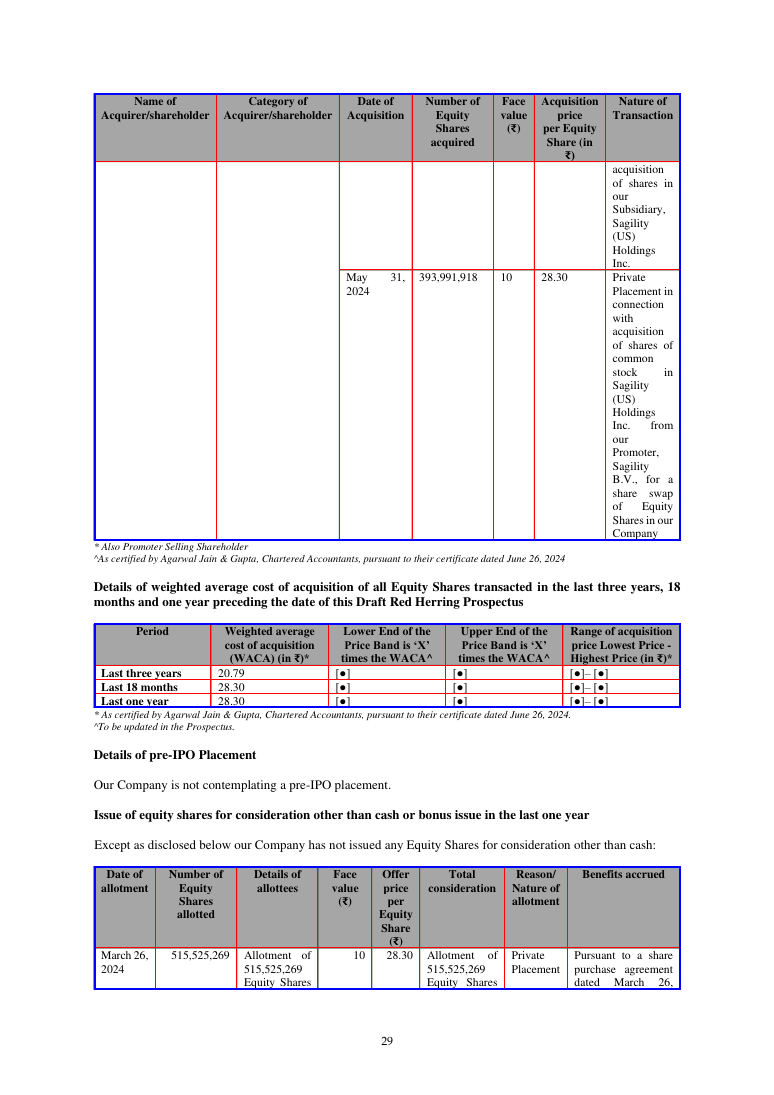 Name of Acquirer/shareholder
Category of Acquirer/shareholder
Date of Acquisition
Number of Equity Shares acquired
Face value (₹)
Acquisition price per Equity Share (in ₹)
Nature of Transaction
acquisition
of shares in
our
Subsidiary,
Sagility
(US)
Holdings
Inc.
May 31,
2024
393,991,918
10
28.30
Private
Placement in
connection
with
acquisition
of shares of
common
stock in
Sagility
(US)
Holdings
Inc. from
our
Promoter,
Sagility
B.V., for a
share swap
of Equity
Shares in our
Company
* Also Promoter Selling Shareholder
^As certified by Agarwal Jain & Gupta, Chartered Accountants, pursuant to their certificate dated June 26, 2024
Details of weighted average cost of acquisition of all Equity Shares transacted in the last three years, 18
months and one year preceding the date of this Draft Red Herring Prospectus
Period
Weighted average cost of acquisition (WACA) (in ₹)*
Lower End of the Price Band is ‘X’ times the WACA^
Upper End of the Price Band is ‘X’ times the WACA^
Range of acquisition price Lowest Price - Highest Price (in ₹)*
Last three years 20.79 [●] [●] [●]– [●]
Last 18 months 28.30 [●] [●] [●]– [●]
Last one year 28.30 [●] [●] [●]– [●]
* As certified by Agarwal Jain & Gupta, Chartered Accountants, pursuant to their certificate dated June 26, 2024.
^To be updated in the Prospectus.
Details of pre-IPO Placement
Our Company is not contemplating a pre-IPO placement.
Issue of equity shares for consideration other than cash or bonus issue in the last one year
Except as disclosed below our Company has not issued any Equity Shares for consideration other than cash:
Date of allotment
Number of Equity Shares allotted
Details of allottees
Face value (₹)
Offer price per Equity Share (₹)
Total consideration
Reason/ Nature of allotment
Benefits accrued
March 26,
2024
515,525,269
Allotment of
515,525,269
Equity Shares
10
28.30
Allotment of
515,525,269
Equity Shares
Private
Placement
Pursuant to a share
purchase agreement
dated March 26,
29